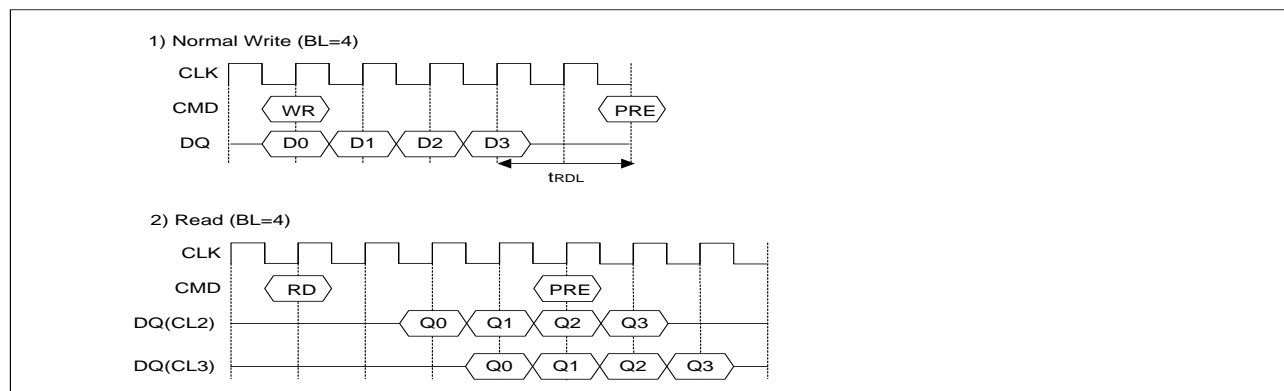 1) Normal Write (BL=4)
CLK
CMD WR PRE
DQ D0 D1 D2 D3
tRDL
2) Read (BL=4)
CLK
CMD RD PRE
DQ(CL2) Q0 Q1 Q2 Q3
DQ(CL3) Q0 Q1 Q2 Q3